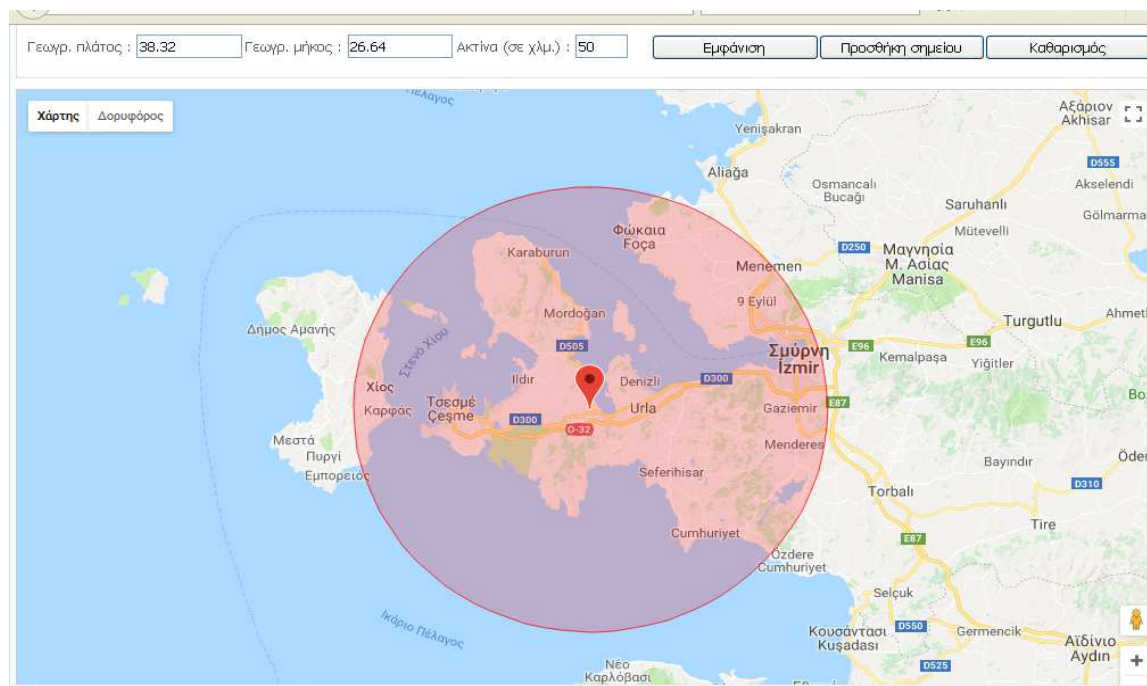 Γεωγρ. πλάτος : 38.32 Γεωγρ. μήκος : 26.64 Ακτίνα (σε χλμ.) : 50 Εμφάνιση Προσθήκη σημείου Καθαρισμός
Χάρτης Δορυφόρος
Πέλαγος
Αξάριον
Akhisar
Yenişakran
D555
Aliağa
Akselendi
Osmancalı
Bucağı
Saruhanlı
Gölmarma
Φώκαια
Foça
Mütevelli
Karaburun
D250
Μαγνησία
Μ. Ασίας
Manisa
Menemen
9 Eylül
Mordoğan
Turgutlu
Ahmetl
Δήμος Αμανής
Στενό Χίου
D505
Σμύρνη
İzmir
E96
E96
Kemalpaşa
Yiğitler
Χίος
Ildır
Denizli
D300
Καρφάς
Τσεσμέ
Çeşme
D300
Urla
Gaziemir
E87
O-32
Μεστά
Πυργί
Εμπορειός
Menderes
Seferihisar
Bayındır
D310
Torbalı
Cumhuriyet
Tire
E87
Özdere
Cumhuriyet
Selçuk
Ικάριο Πέλαγος
Κουσάντασι
Kuşadası
D550
Germencik
Αϊδίνιο
Aydın
D525
Νέο
Καρλόβασι